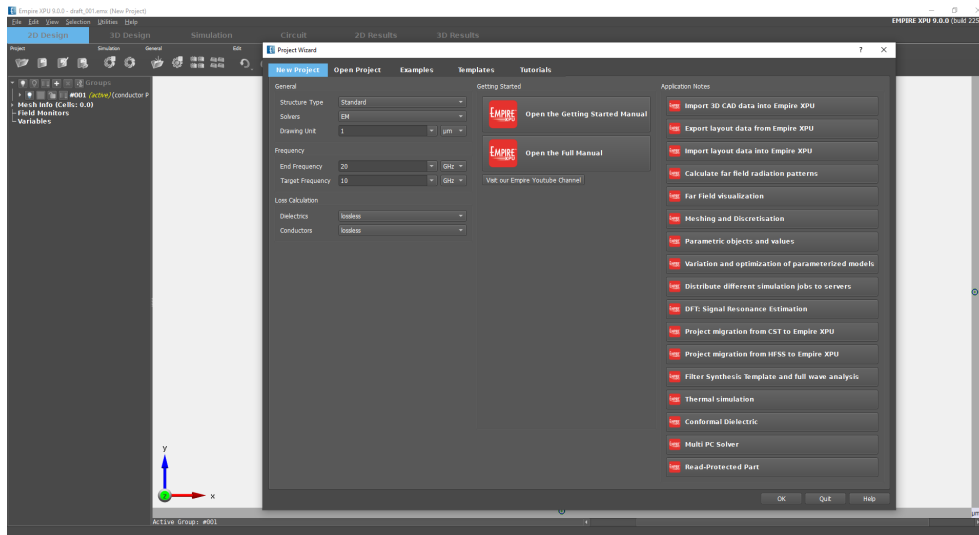 Empire XPU 9.0.0 - draft_001.ems (New Project)
File Edit View Selection Utilities Help
EMPIRE XPU 9.0.0 (build 225
2D Design 3D Design Simulation Circuit 2D Results 3D Results
Project Simulation General Edit
Groups
#001 (active) (conductor P
Mesh Info (Cells: 0.0)
Field Monitors
Variables
Project Wizard
New Project Open Project Examples Templates Tutorials
General
Structure Type Standard
Solvers EM
Drawing Unit 1 µm
Frequency
End Frequency 20 GHz
Target Frequency 10 GHz
Loss Calculation
Dielectrics lossless
Conductors lossless
Getting Started
EMPIRE XPU Open the Getting Started Manual
EMPIRE XPU Open the Full Manual
Visit our Empire Youtube Channel
Application Notes
Import 3D CAD data into Empire XPU
Export layout data from Empire XPU
Import layout data into Empire XPU
Calculate far field radiation patterns
Far Field visualization
Meshing and Discretisation
Parametric objects and values
Variation and optimization of parameterized models
Distribute different simulation jobs to servers
DFT: Signal Resonance Estimation
Project migration from CST to Empire XPU
Project migration from HFSS to Empire XPU
Filter Synthesis Template and full wave analysis
Thermal simulation
Conformal Dielectric
Multi PC Solver
Read-Protected Part
OK Quit Help
y
z
x
µm
Active Group: #001